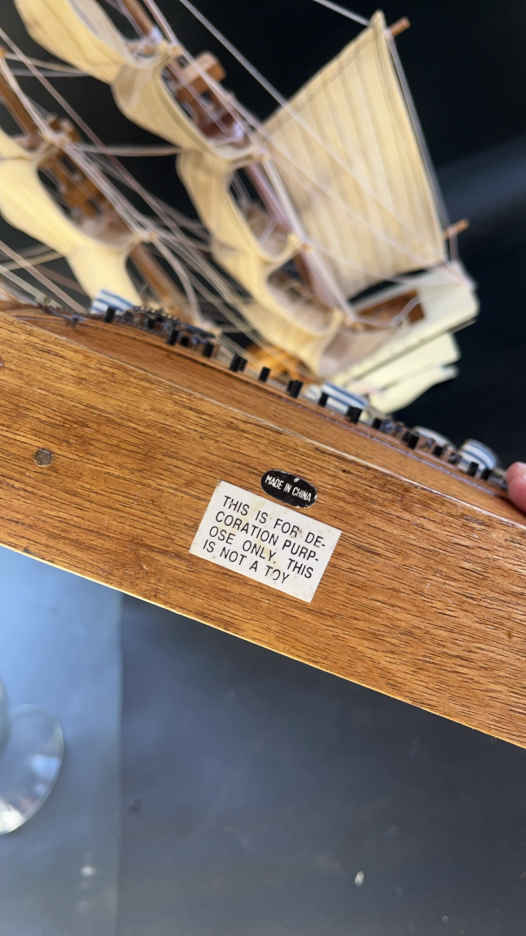 MADE IN CHINA
THIS IS FOR DE-
CORATION PURP-
OSE ONLY. THIS
IS NOT A TOY